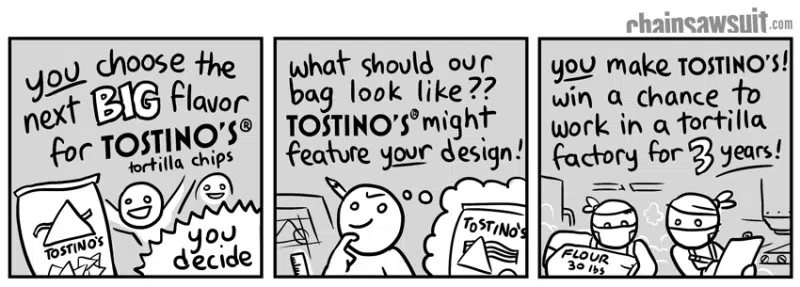 chainsawsuit.com
you choose the
next BIG flavor
for TOSTINO'S®
tortilla chips
TOSTINO'S
you
decide
what should our
bag look like??
TOSTINO'S® might
feature your design!
TOSTINO'S
you make TOSTINO'S!
win a chance to
work in a tortilla
factory for 3 years!
FLOUR
30 lbs